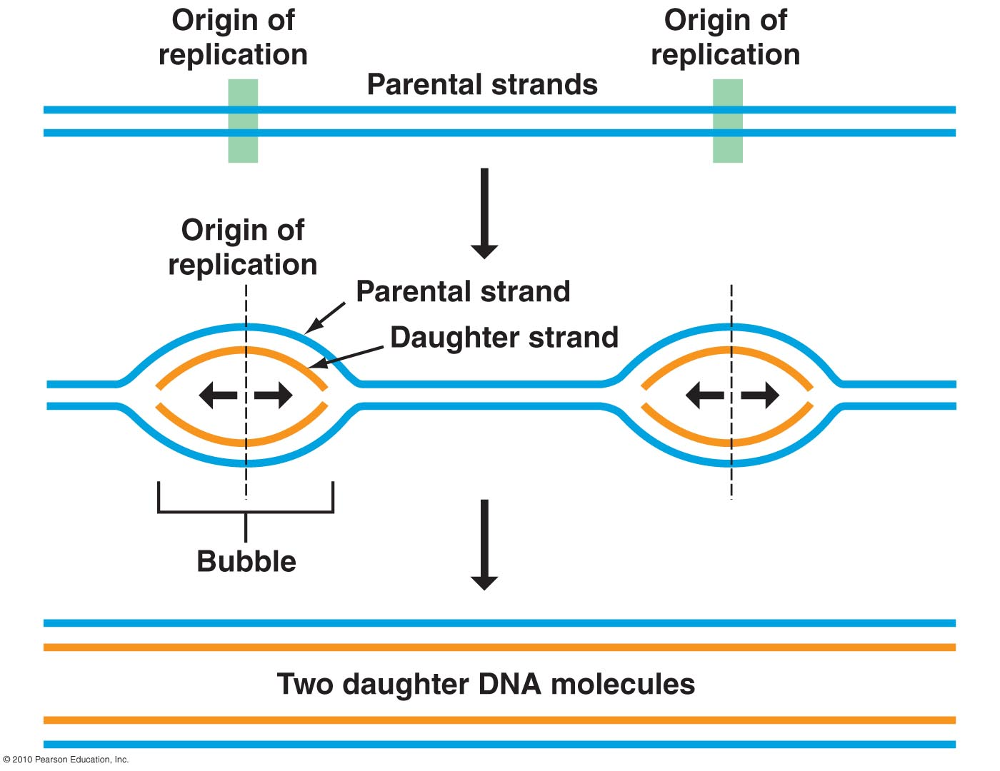 Origin of
replication
Origin of
replication
Parental strands
Origin of
replication
Parental strand
Daughter strand
Bubble
Two daughter DNA molecules
© 2010 Pearson Education, Inc.